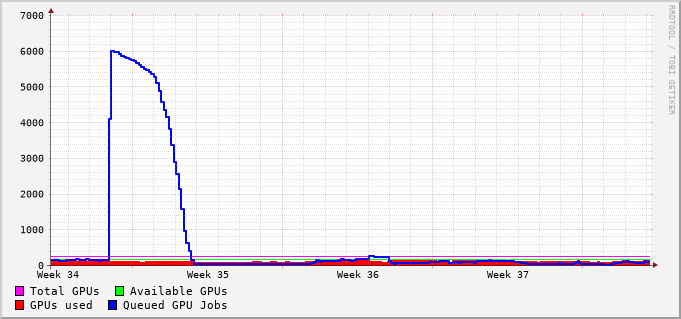 7000
6000
5000
4000
3000
2000
1000
0
Week 34 Week 35 Week 36 Week 37
Total GPUs Available GPUs
GPUs used Queued GPU Jobs
RRDTOOL / TOBI OETIKER